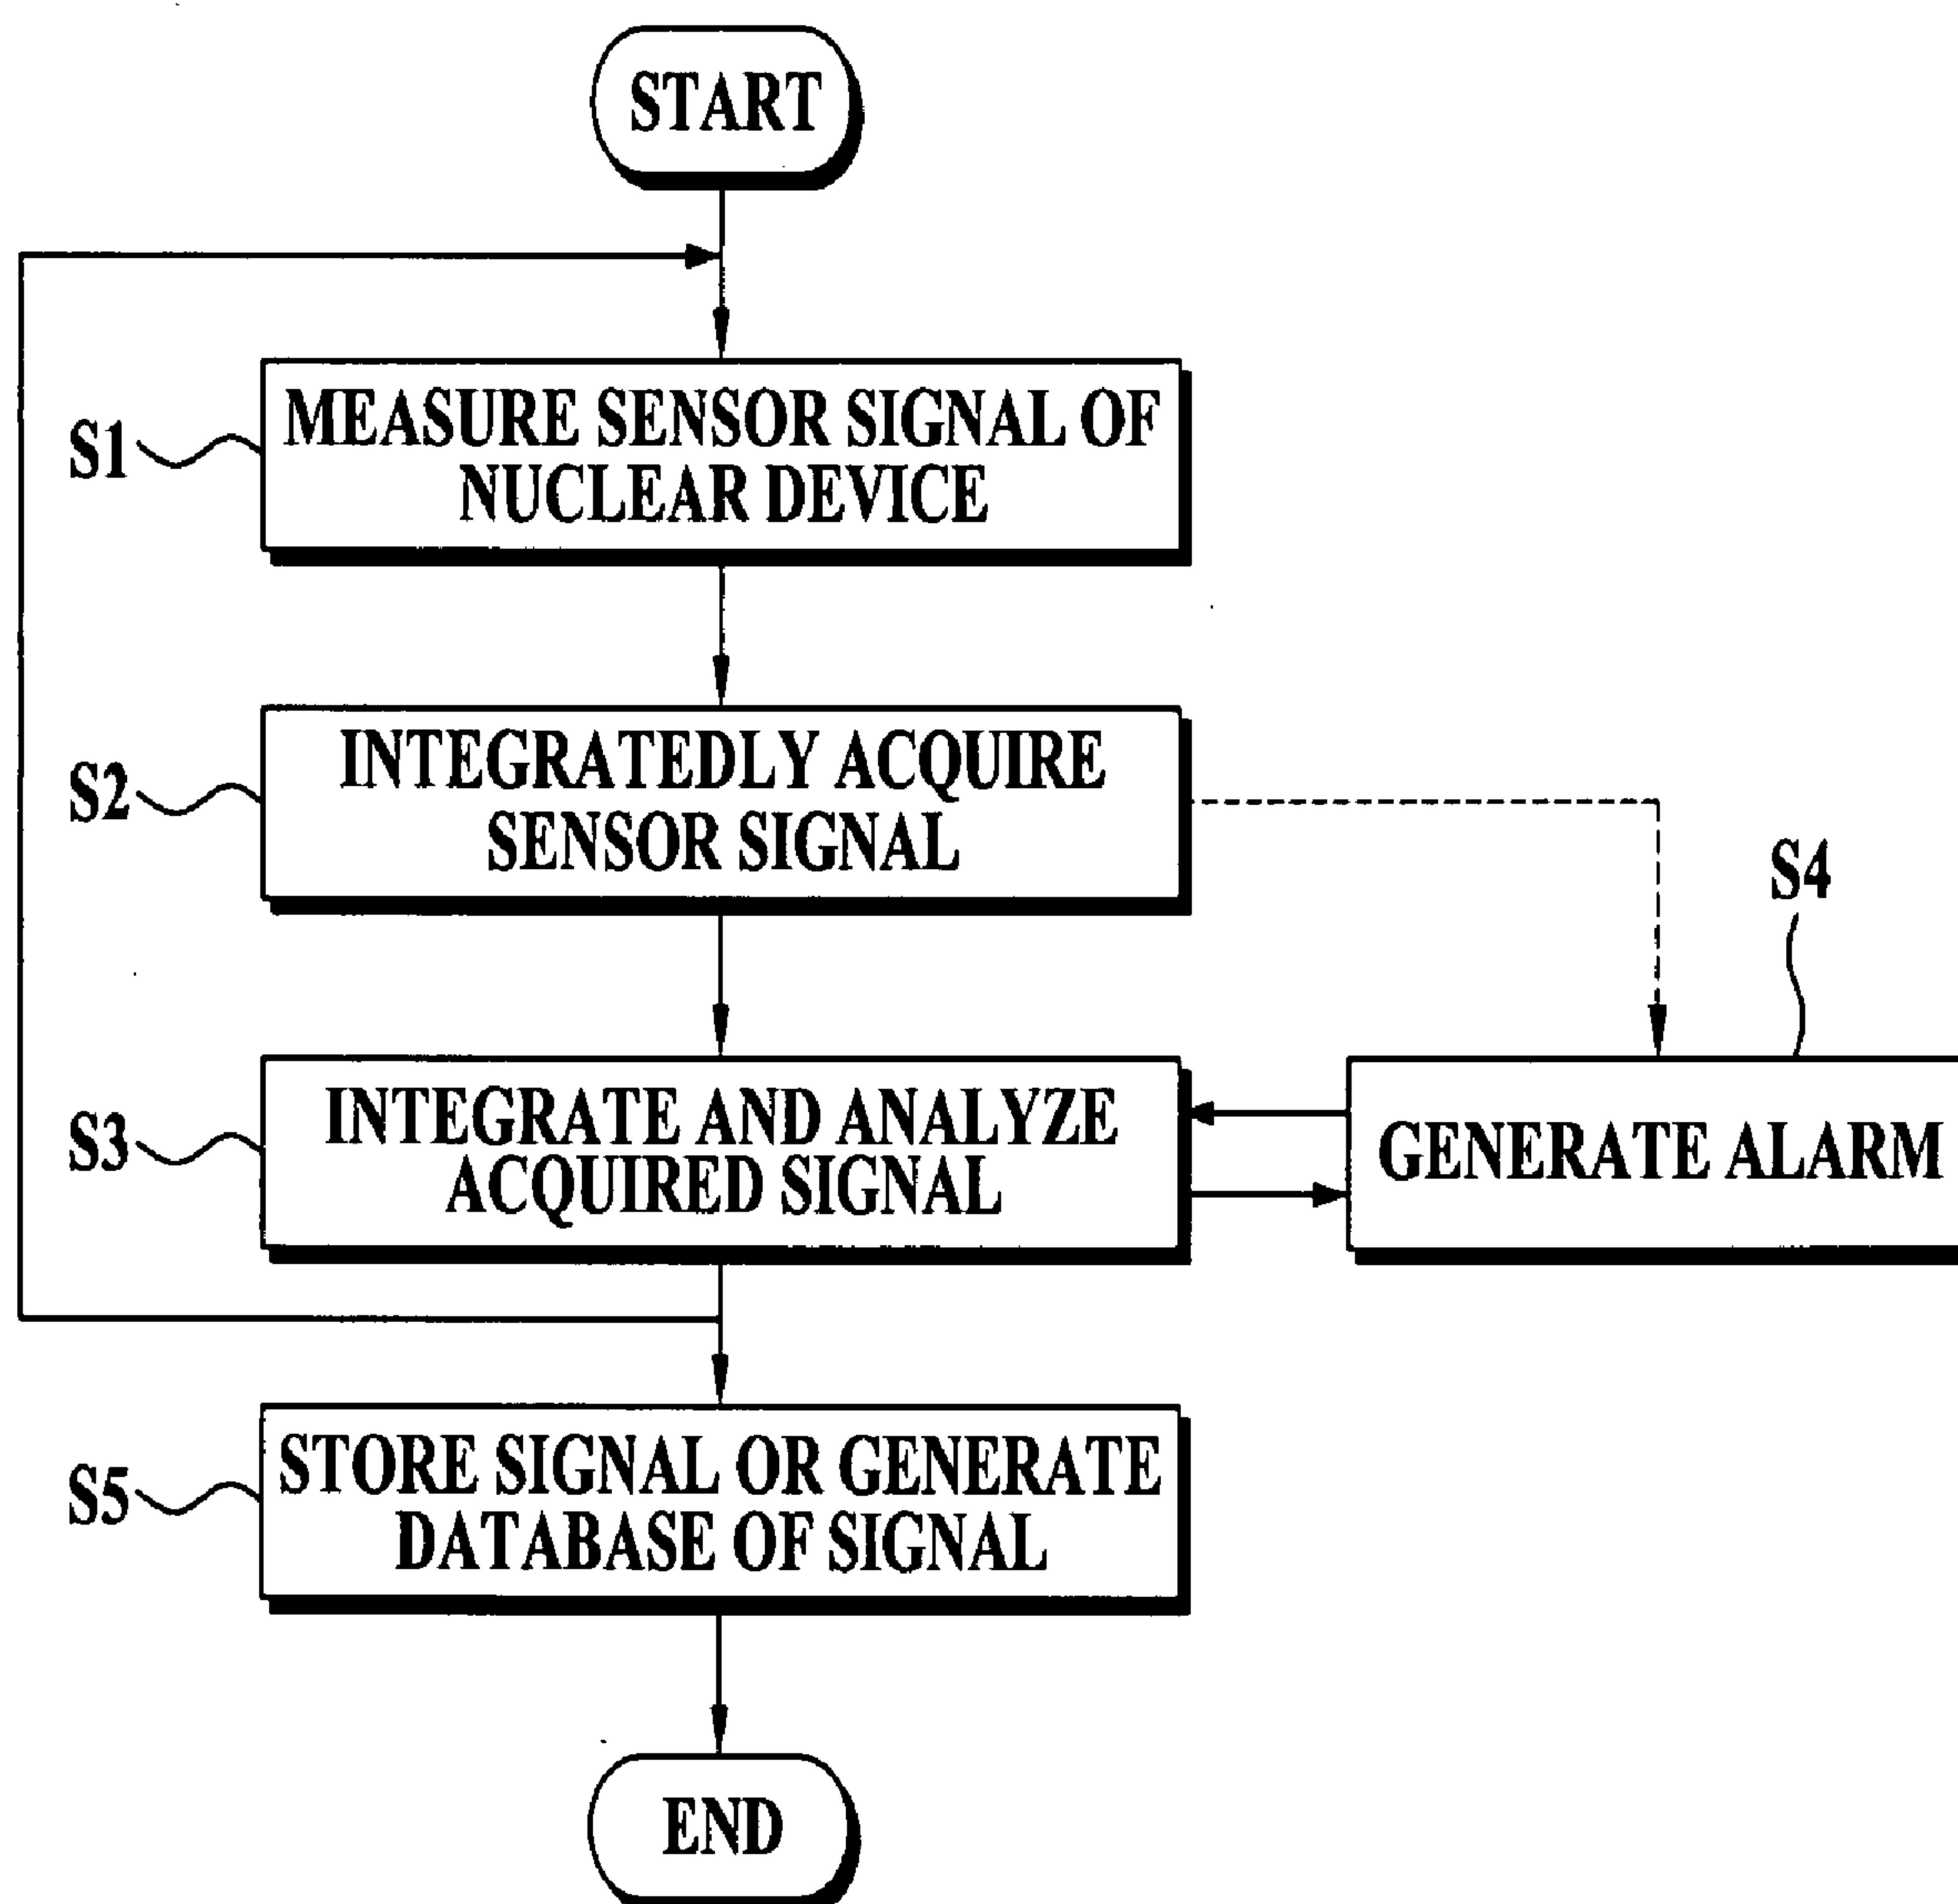 START
S1
MEASURE SENSOR SIGNAL OF
NUCLEAR DEVICE
S2
INTEGRATEDLY ACQUIRE
SENSOR SIGNAL
S4
S3
INTEGRATE AND ANALYZE
ACQUIRED SIGNAL
GENERATE ALARM
S5
STORE SIGNAL OR GENERATE
DATABASE OF SIGNAL
END